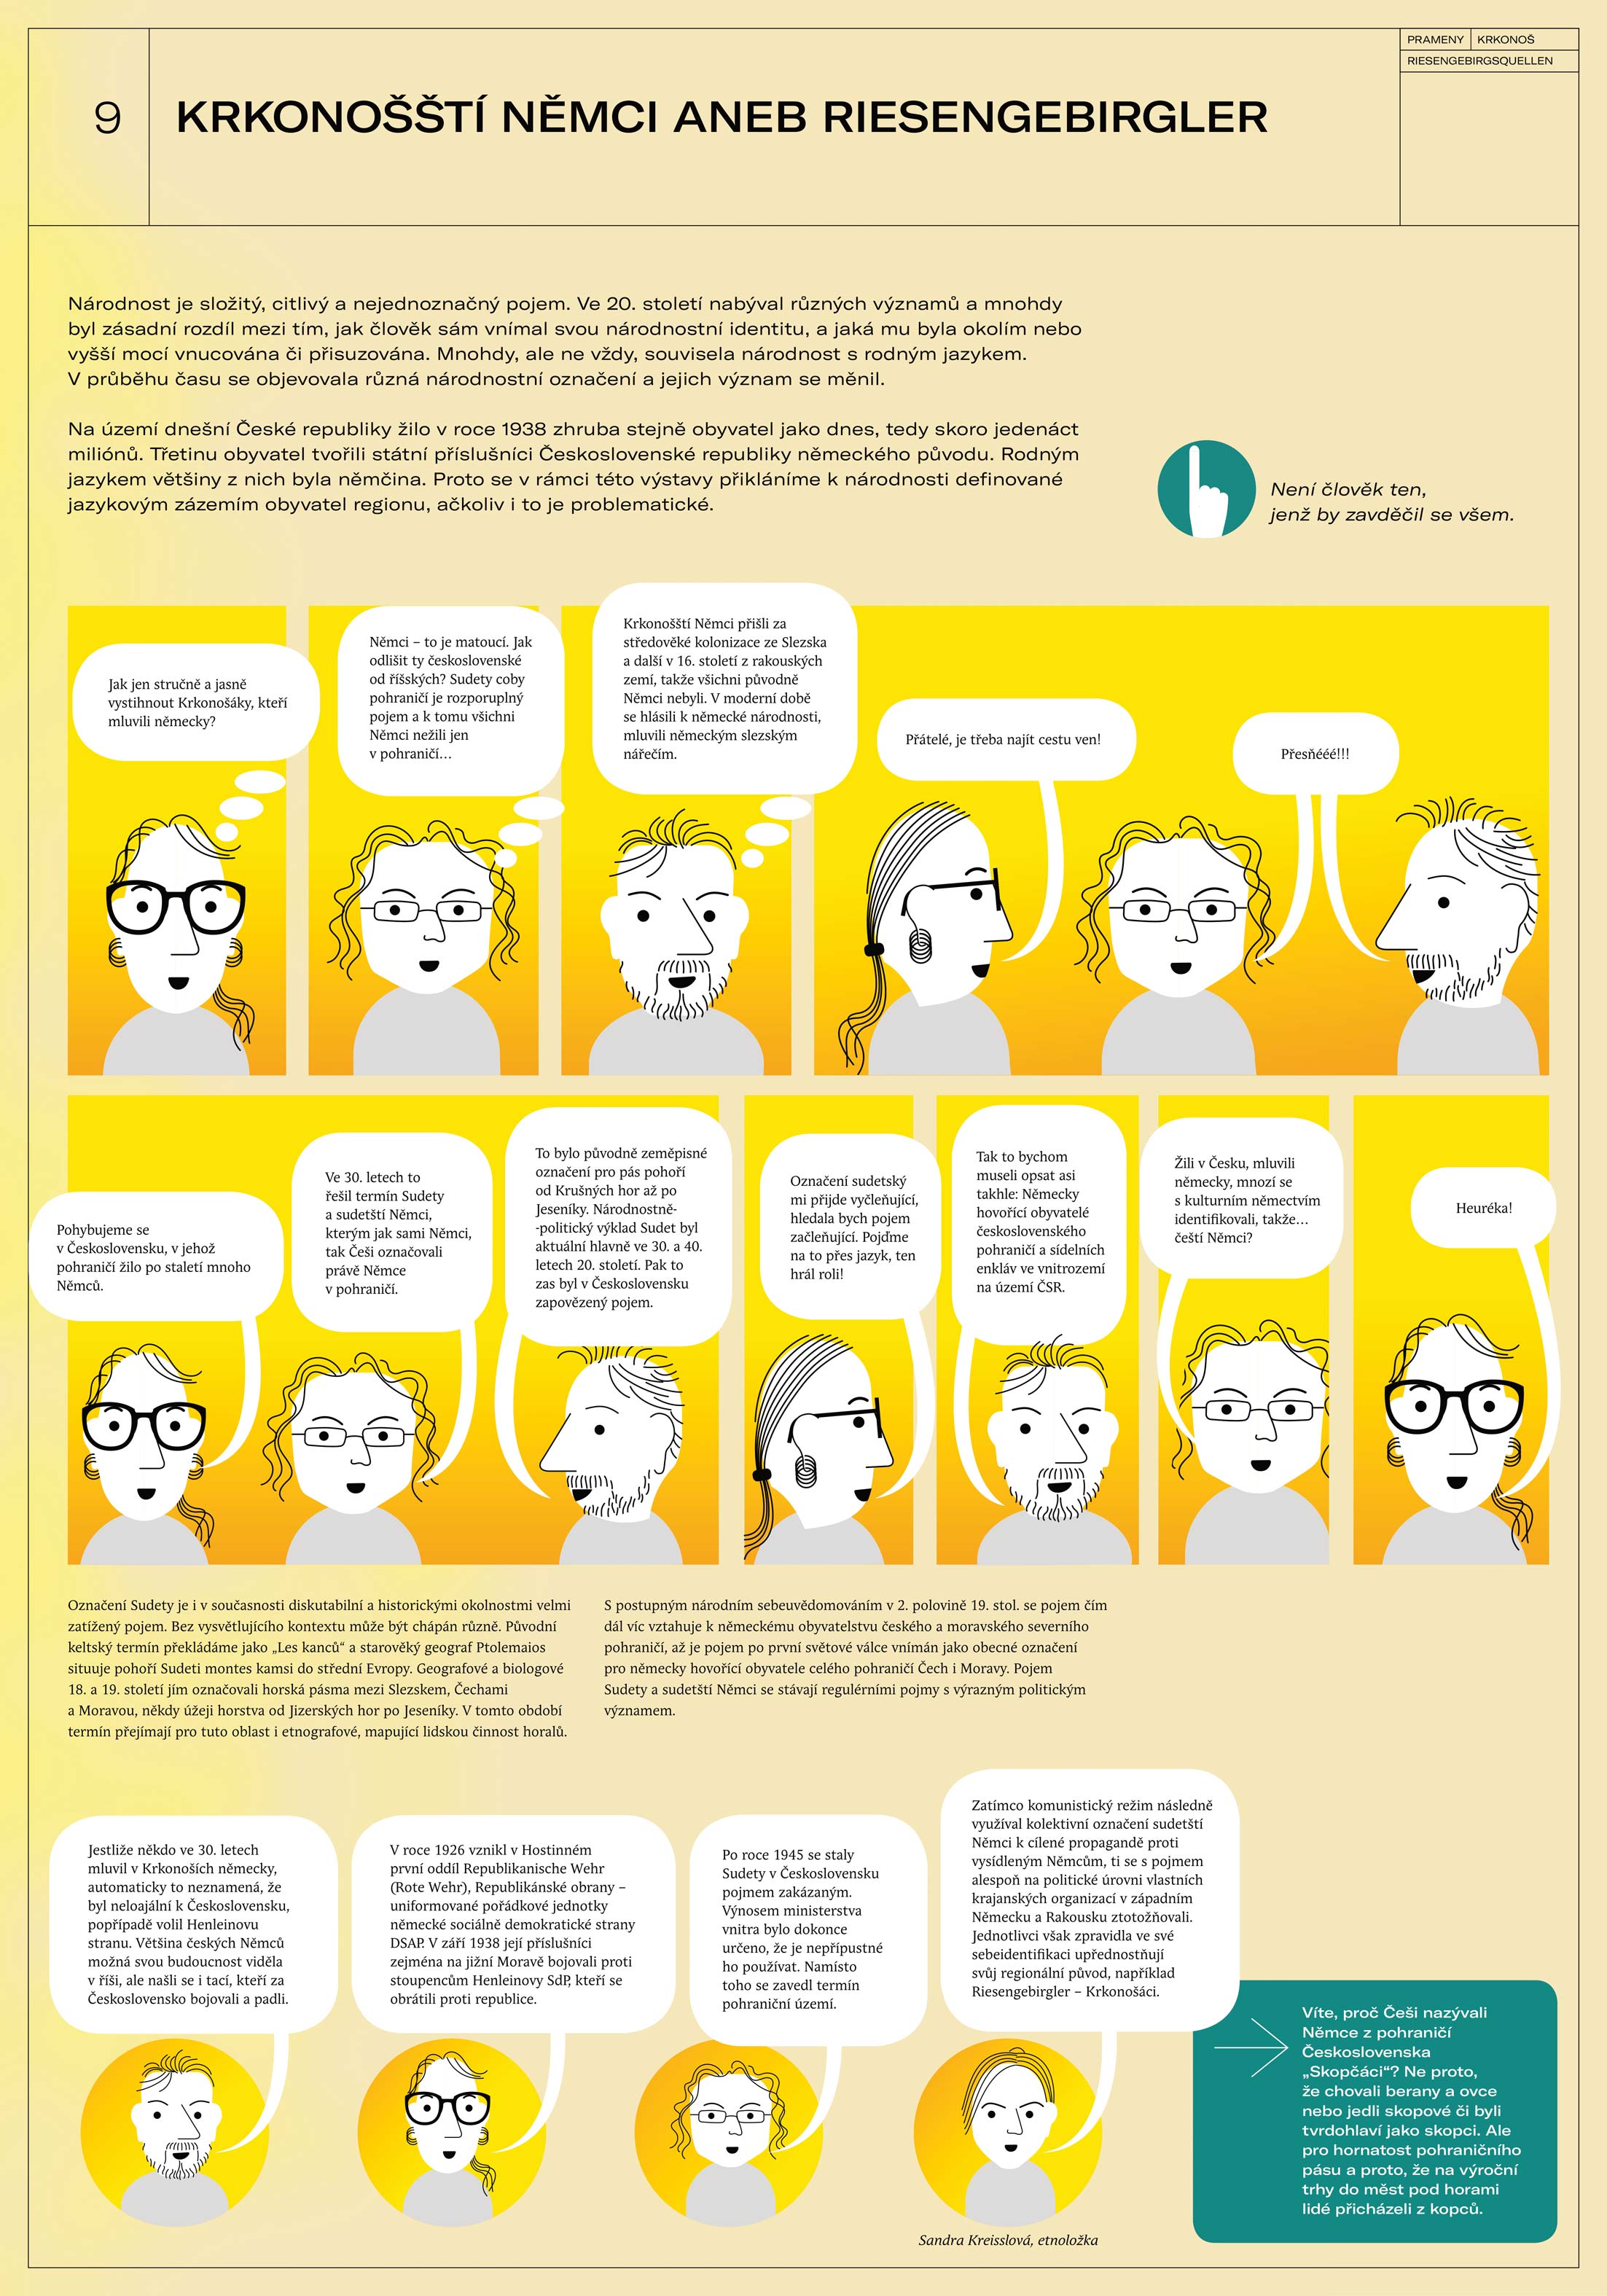 PRAMENY KRKONOŠ
RIESENGEBIRGSQUELLEN
9
KRKONOŠŠTÍ NĚMCI ANEB RIESENGEBIRGLER
Národnost je složitý, citlivý a nejednoznačný pojem. Ve 20. století nabýval různých významů a mnohdy
byl zásadní rozdíl mezi tím, jak člověk sám vnímal svou národnostní identitu, a jaká mu byla okolím nebo
vyšší mocí vnucována či přisuzována. Mnohdy, ale ne vždy, souvisela národnost s rodným jazykem.
V průběhu času se objevovala různá národnostní označení a jejich význam se měnil.
Na území dnešní České republiky žilo v roce 1938 zhruba stejně obyvatel jako dnes, tedy skoro jedenáct
miliónů. Třetinu obyvatel tvořili státní příslušníci Československé republiky německého původu. Rodným
jazykem většiny z nich byla němčina. Proto se v rámci této výstavy přikláníme k národnosti definované
jazykovým zázemím obyvatel regionu, ačkoliv i to je problematické.
Není člověk ten,
jenž by zavděčil se všem.
Jak jen stručně a jasně
vystihnout Krkonošáky, kteří
mluvili německy?
Němci – to je matoucí. Jak
odlišit ty československé
od říšských? Sudety coby
pohraničí je rozporuplný
pojem a k tomu všichni
Němci nežili jen
v pohraničí…
Krkonošští Němci přišli za
středověké kolonizace ze Slezska
a další v 16. století z rakouských
zemí, takže všichni původně
Němci nebyli. V moderní době
se hlásili k německé národnosti,
mluvili německým slezským
nářečím.
Přátelé, je třeba najít cestu ven!
Přesňééé!!!
Pohybujeme se
v Československu, v jehož
pohraničí žilo po staletí mnoho
Němců.
Ve 30. letech to
řešil termín Sudety
a sudetští Němci,
kterým jak sami Němci,
tak Češi označovali
právě Němce
v pohraničí.
To bylo původně zeměpisné
označení pro pás pohoří
od Krušných hor až po
Jeseníky. Národnostně-
-politický výklad Sudet byl
aktuální hlavně ve 30. a 40.
letech 20. století. Pak to
zas byl v Československu
zapovězený pojem.
Označení sudetský
mi přijde vyčleňující,
hledala bych pojem
začleňující. Pojďme
na to přes jazyk, ten
hrál roli!
Tak to bychom
museli opsat asi
takhle: Německy
hovořící obyvatelé
československého
pohraničí a sídelních
enkláv ve vnitrozemí
na území ČSR.
Žili v Česku, mluvili
německy, mnozí se
s kulturním němectvím
identifikovali, takže…
čeští Němci?
Heuréka!
Označení Sudety je i v současnosti diskutabilní a historickými okolnostmi velmi
zatížený pojem. Bez vysvětlujícího kontextu může být chápán různě. Původní
keltský termín překládáme jako „Les kanců“ a starověký geograf Ptolemaios
situuje pohoří Sudeti montes kamsi do střední Evropy. Geografové a biologové
18. a 19. století jím označovali horská pásma mezi Slezskem, Čechami
a Moravou, někdy úžeji horstva od Jizerských hor po Jeseníky. V tomto období
termín přejímají pro tuto oblast i etnografové, mapující lidskou činnost horalů.
S postupným národním sebeuvědomováním v 2. polovině 19. stol. se pojem čím
dál víc vztahuje k německému obyvatelstvu českého a moravského severního
pohraničí, až je pojem po první světové válce vnímán jako obecné označení
pro německy hovořící obyvatele celého pohraničí Čech i Moravy. Pojem
Sudety a sudetští Němci se stávají regulérními pojmy s výrazným politickým
významem.
Jestliže někdo ve 30. letech
mluvil v Krkonoších německy,
automaticky to neznamená, že
byl neloajální k Československu,
popřípadě volil Henleinovu
stranu. Většina českých Němců
možná svou budoucnost viděla
v říši, ale našli se i tací, kteří za
Československo bojovali a padli.
V roce 1926 vznikl v Hostinném
první oddíl Republikanische Wehr
(Rote Wehr), Republikánské obrany –
uniformované pořádkové jednotky
německé sociálně demokratické strany
DSAP. V září 1938 její příslušníci
zejména na jižní Moravě bojovali proti
stoupencům Henleinovy SdP, kteří se
obrátili proti republice.
Po roce 1945 se staly
Sudety v Československu
pojmem zakázaným.
Výnosem ministerstva
vnitra bylo dokonce
určeno, že je nepřípustné
ho používat. Namísto
toho se zavedl termín
pohraniční území.
Zatímco komunistický režim následně
využíval kolektivní označení sudetští
Němci k cílené propagandě proti
vysídleným Němcům, ti se s pojmem
alespoň na politické úrovni vlastních
krajanských organizací v západním
Německu a Rakousku ztotožňovali.
Jednotlivci však zpravidla ve své
sebeidentifikaci upřednostňují
svůj regionální původ, například
Riesengebirgler – Krkonošáci.
Sandra Kreisslová, etnoložka
Víte, proč Češi nazývali
Němce z pohraničí
Československa
„Skopčáci“? Ne proto,
že chovali berany a ovce
nebo jedli skopové či byli
tvrdohlaví jako skopci. Ale
pro hornatost pohraničního
pásu a proto, že na výroční
trhy do měst pod horami
lidé přicházeli z kopců.